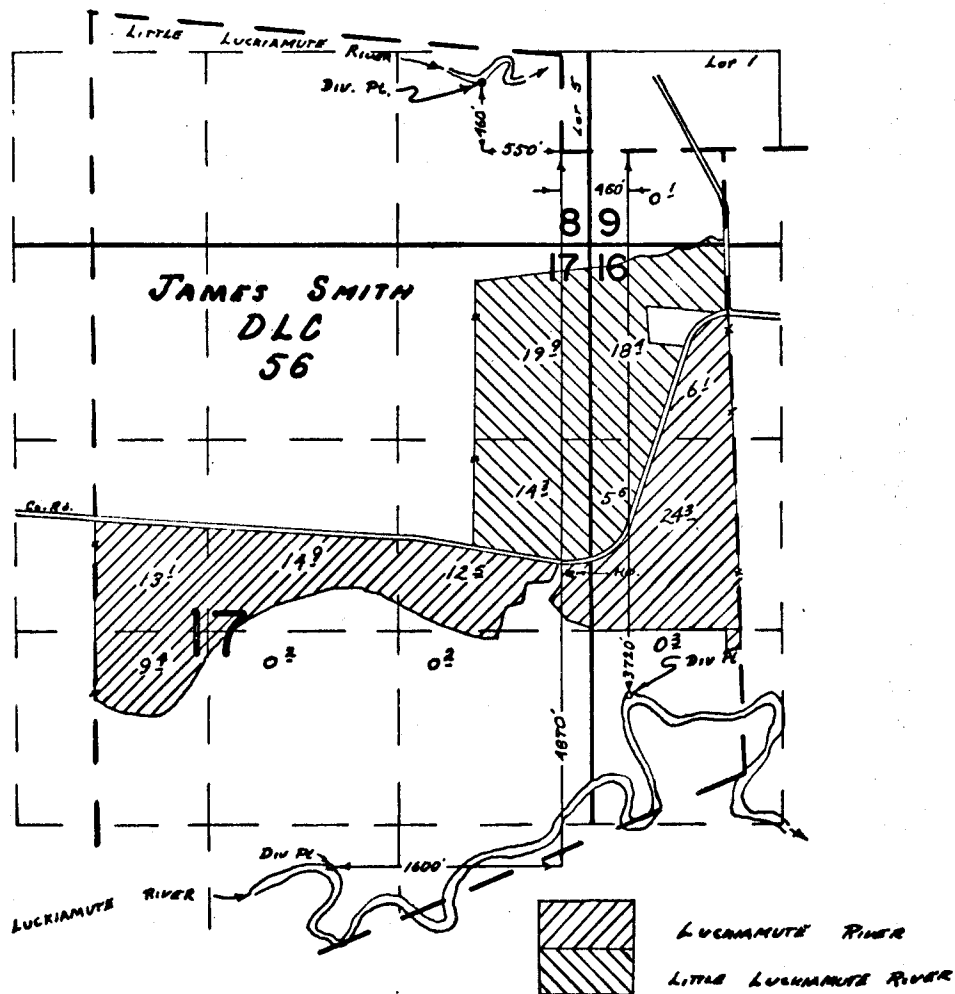 LITTLE LUCKIAMUTE
RIVER
DIV. PT.
LOT 5
LOT 1
460'
550'
460'
0 1
8 9
17 16
JAMES SMITH
DLC
56
19 9
18 4
6 1
14 3
5 6
24 3
CO. RD.
13 1
14 9
12 5
17
9 4
0 2
0 2
0 3
DIV PT
3720'
4870'
DIV PT
1600'
LUCKIAMUTE RIVER
LUCKIAMUTE RIVER
LITTLE LUCKIAMUTE RIVER